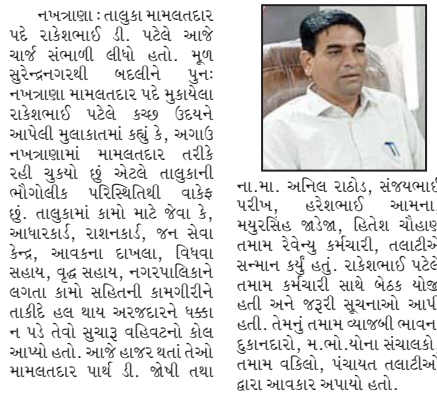 નખત્રાણા : તાલુકા મામલતદાર
પદે રાકેશભાઈ ડી. પટેલે આજે
ચાર્જ સંભાળી લીધો હતો. મૂળ
સુરેન્દ્રનગરથી બદલીને પુનઃ
નખત્રાણા મામલતદાર પદે મુકાયેલા
રાકેશભાઈ પટેલે કચ્છ ઉદયને
આપેલી મુલાકાતમાં કહ્યું કે, અગાઉ
નખત્રાણામાં મામલતદાર તરીકે
રહી ચુકયો છું એટલે તાલુકાની
ભૌગોલીક પરિસ્થિતિથી વાકેફ
છું. તાલુકામાં કામો માટે જેવા કે,
આધારકાર્ડ, રાશનકાર્ડ, જન સેવા
કેન્દ્ર, આવકના દાખલા, વિધવા
સહાય, વૃદ્ધ સહાય, નગરપાલિકાને
લગતા કામો સહિતની કામગીરીને
તાકીદે હલ થાય અરજદારને ધક્કા
ન પડે તેવો સુચારૂ વહિવટનો કોલ
આપ્યો હતો. આજે હાજર થતાં તેઓ
મામલતદાર પાર્થ ડી. જોષી તથા
ના.મા. અનિલ રાઠોડ, સંજયભાઈ
પરીખ, હરેશભાઈ આમના,
મયુરસિંહ જાડેજા, હિતેશ ચૌહાણ
તમામ રેવેન્યુ કર્મચારી, તલાટીએ
સન્માન કર્યું હતું. રાકેશભાઈ પટેલે
તમામ કર્મચારી સાથે બેઠક યોજી
હતી અને જરૂરી સૂચનાઓ આપી
હતી. તેમનું તમામ વ્યાજબી ભાવના
દુકાનદારો, મ.ભો.યોના સંચાલકો,
તમામ વકિલો, પંચાયત તલાટીઓ
દ્વારા આવકાર અપાયો હતો.